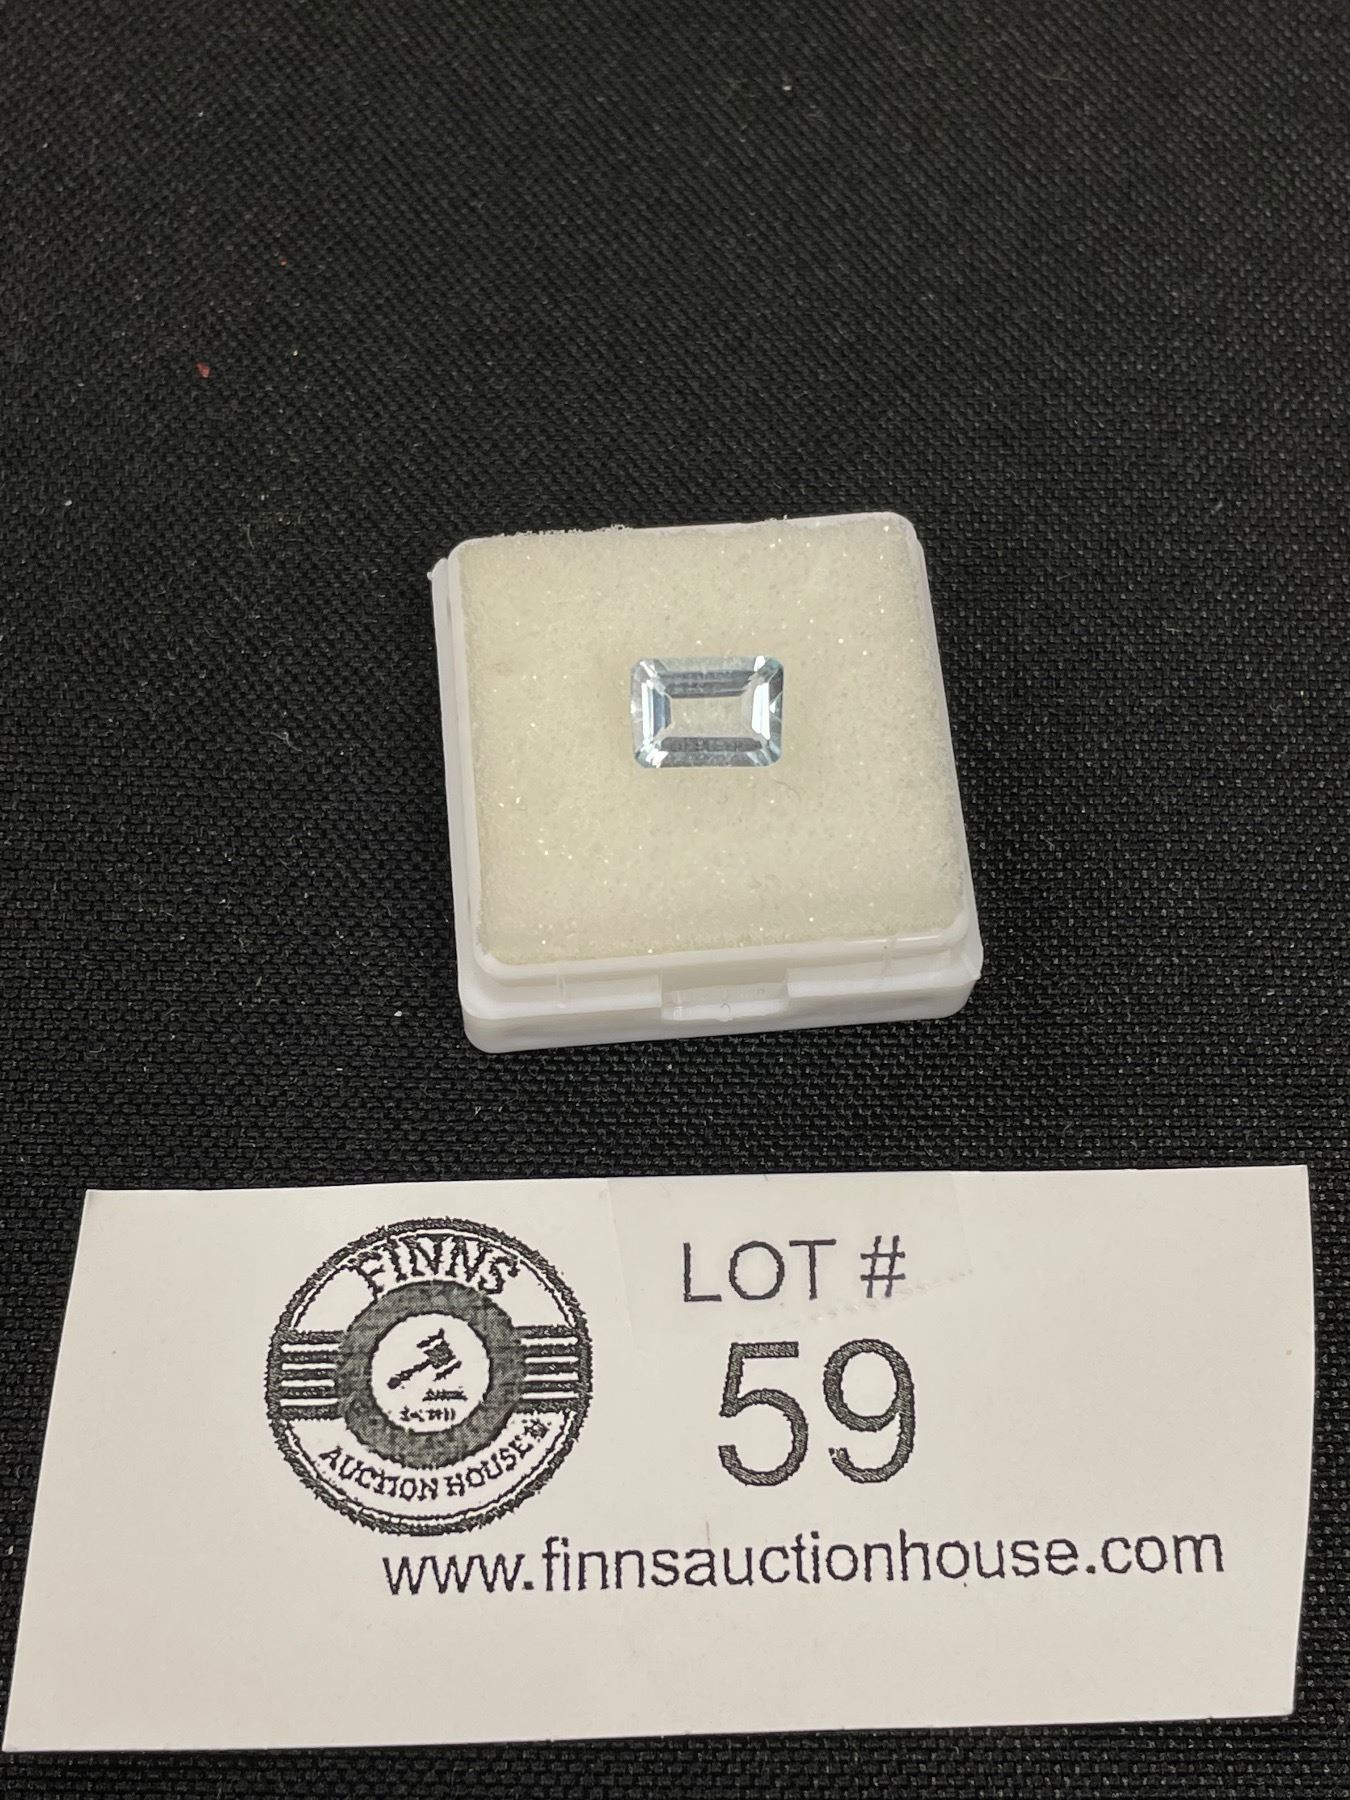 FINNS
AUCTION HOUSE
LOT #
59
www.finnsauctionhouse.com